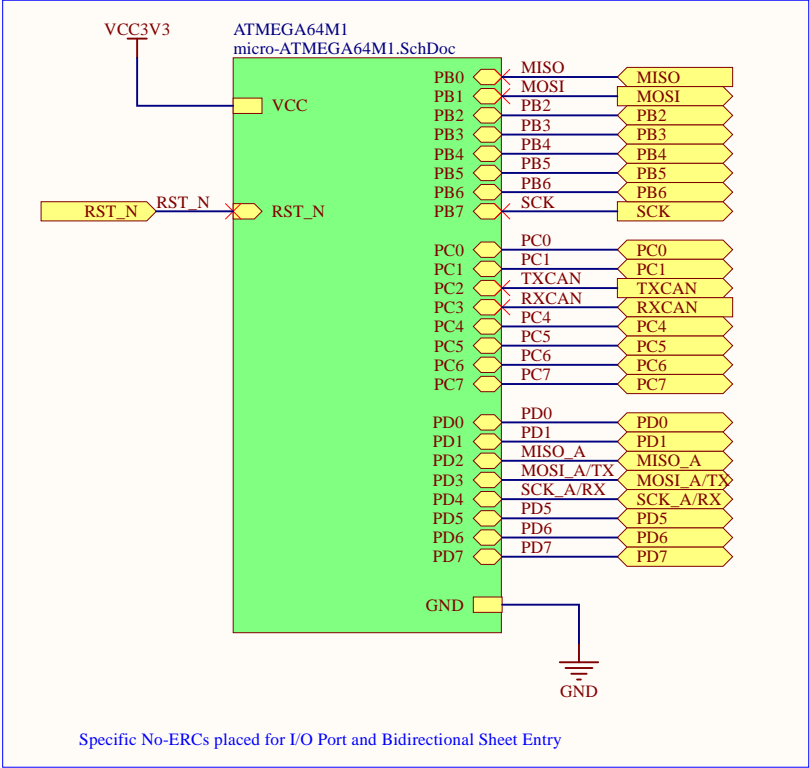 VCC3V3
ATMEGA64M1
micro-ATMEGA64M1.SchDoc
VCC
RST_N RST_N RST_N
PB0 MISO MISO
PB1 MOSI MOSI
PB2 PB2 PB2
PB3 PB3 PB3
PB4 PB4 PB4
PB5 PB5 PB5
PB6 PB6 PB6
PB7 SCK SCK
PC0 PC0 PC0
PC1 PC1 PC1
PC2 TXCAN TXCAN
PC3 RXCAN RXCAN
PC4 PC4 PC4
PC5 PC5 PC5
PC6 PC6 PC6
PC7 PC7 PC7
PD0 PD0 PD0
PD1 PD1 PD1
PD2 MISO_A MISO_A
PD3 MOSI_A/TX MOSI_A/TX
PD4 SCK_A/RX SCK_A/RX
PD5 PD5 PD5
PD6 PD6 PD6
PD7 PD7 PD7
GND
GND
Specific No-ERCs placed for I/O Port and Bidirectional Sheet Entry